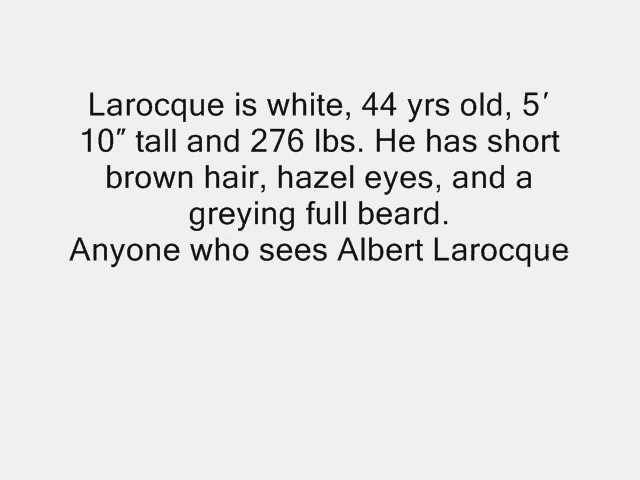 Larocque is white, 44 yrs old, 5′
10″ tall and 276 lbs. He has short
brown hair, hazel eyes, and a
greying full beard.
Anyone who sees Albert Larocque